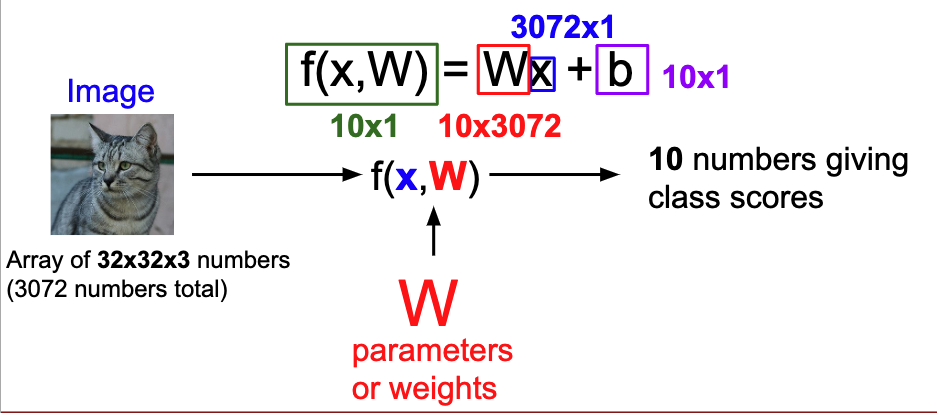 3072x1
f(x,W) = Wx + b 10x1
Image
10x1 10x3072
f(x,W)
10 numbers giving
class scores
Array of 32x32x3 numbers
(3072 numbers total)
W
parameters
or weights